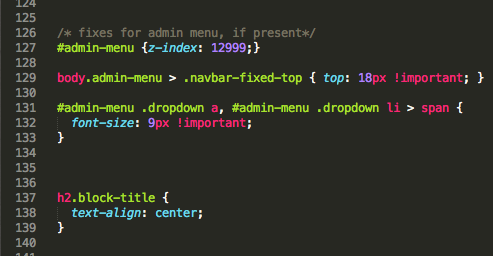 124
125
126 /* fixes for admin menu, if present*/
127 #admin-menu {z-index: 12999;}
128
129 body.admin-menu > .navbar-fixed-top { top: 18px !important; }
130
131 #admin-menu .dropdown a, #admin-menu .dropdown li > span {
132   font-size: 9px !important;
133 }
134
135
136
137 h2.block-title {
138   text-align: center;
139 }
140
141